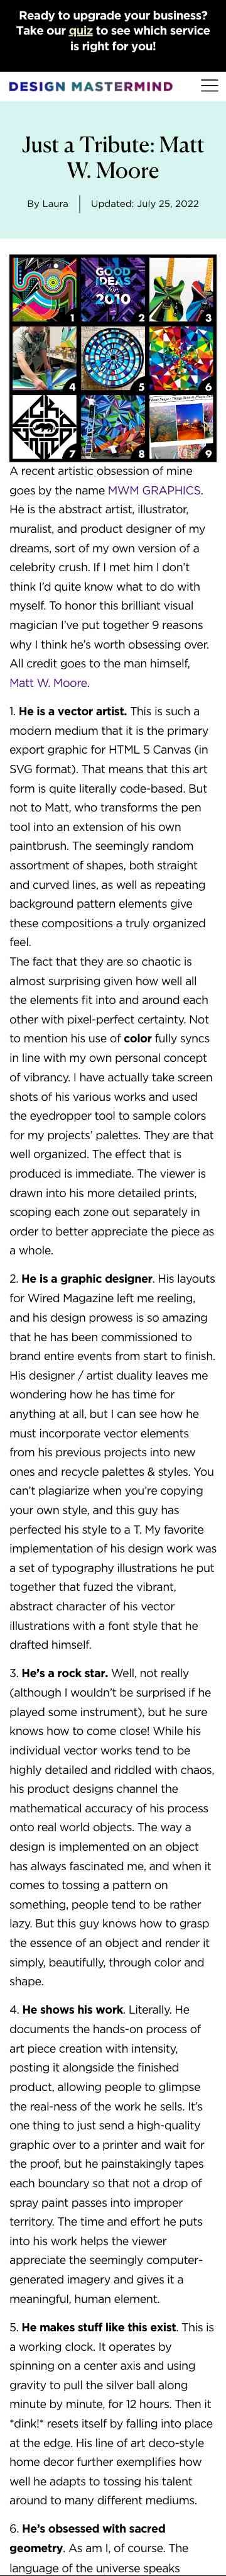 Ready to upgrade your business?
Take our quiz to see which service
is right for you!
DESIGN MASTERMIND
Just a Tribute: Matt
W. Moore
By Laura
Updated: July 25, 2022
1
GOOD
IDEAS
2010
2
3
4
5
6
7
8
9
A recent artistic obsession of mine
goes by the name MWM GRAPHICS.
He is the abstract artist, illustrator,
muralist, and product designer of my
dreams, sort of my own version of a
celebrity crush. If I met him I don't
think I'd quite know what to do with
myself. To honor this brilliant visual
magician I've put together 9 reasons
why I think he's worth obsessing over.
All credit goes to the man himself,
Matt W. Moore.
1. He is a vector artist. This is such a
modern medium that it is the primary
export graphic for HTML 5 Canvas (in
SVG format). That means that this art
form is quite literally code-based. But
not to Matt, who transforms the pen
tool into an extension of his own
paintbrush. The seemingly random
assortment of shapes, both straight
and curved lines, as well as repeating
background pattern elements give
these compositions a truly organized
feel.
The fact that they are so chaotic is
almost surprising given how well all
the elements fit into and around each
other with pixel-perfect certainty. Not
to mention his use of color fully syncs
in line with my own personal concept
of vibrancy. I have actually take screen
shots of his various works and used
the eyedropper tool to sample colors
for my projects' palettes. They are that
well organized. The effect that is
produced is immediate. The viewer is
drawn into his more detailed prints,
scoping each zone out separately in
order to better appreciate the piece as
a whole.
2. He is a graphic designer. His layouts
for Wired Magazine left me reeling,
and his design prowess is so amazing
that he has been commissioned to
brand entire events from start to finish.
His designer / artist duality leaves me
wondering how he has time for
anything at all, but I can see how he
must incorporate vector elements
from his previous projects into new
ones and recycle palettes & styles. You
can't plagiarize when you're copying
your own style, and this guy has
perfected his style to a T. My favorite
implementation of his design work was
a set of typography illustrations he put
together that fuzed the vibrant,
abstract character of his vector
illustrations with a font style that he
drafted himself.
3. He's a rock star. Well, not really
(although I wouldn't be surprised if he
played some instrument), but he sure
knows how to come close! While his
individual vector works tend to be
highly detailed and riddled with chaos,
his product designs channel the
mathematical accuracy of his process
onto real world objects. The way a
design is implemented on an object
has always fascinated me, and when it
comes to tossing a pattern on
something, people tend to be rather
lazy. But this guy knows how to grasp
the essence of an object and render it
simply, beautifully, through color and
shape.
4. He shows his work. Literally. He
documents the hands-on process of
art piece creation with intensity,
posting it alongside the finished
product, allowing people to glimpse
the real-ness of the work he sells. It's
one thing to just send a high-quality
graphic over to a printer and wait for
the proof, but he painstakingly tapes
each boundary so that not a drop of
spray paint passes into improper
territory. The time and effort he puts
into his work helps the viewer
appreciate the seemingly computer-
generated imagery and gives it a
meaningful, human element.
5. He makes stuff like this exist. This is
a working clock. It operates by
spinning on a center axis and using
gravity to pull the silver ball along
minute by minute, for 12 hours. Then it
*dink!* resets itself by falling into place
at the edge. His line of art deco-style
home decor further exemplifies how
well he adapts to tossing his talent
around to many different mediums.
6. He's obsessed with sacred
geometry. As am I, of course. The
language of the universe speaks